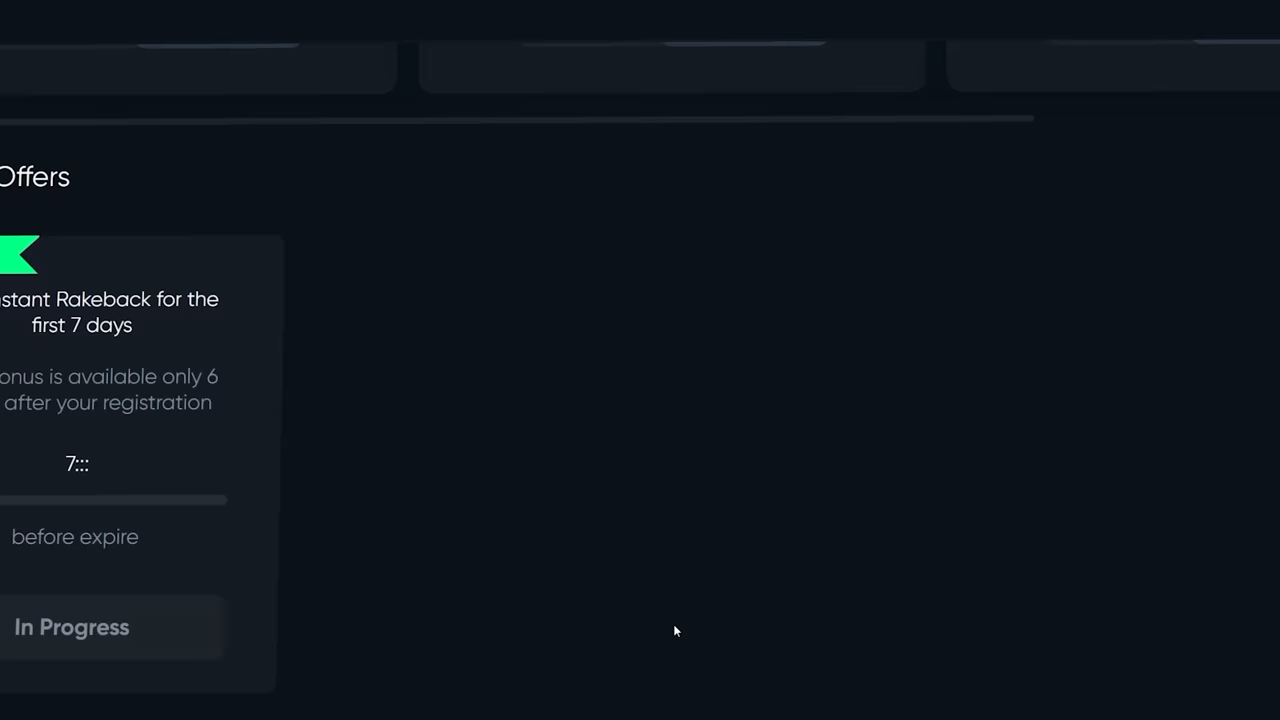 Offers
nstant Rakeback for the
first 7 days
onus is available only 6
after your registration
7:::
before expire
In Progress